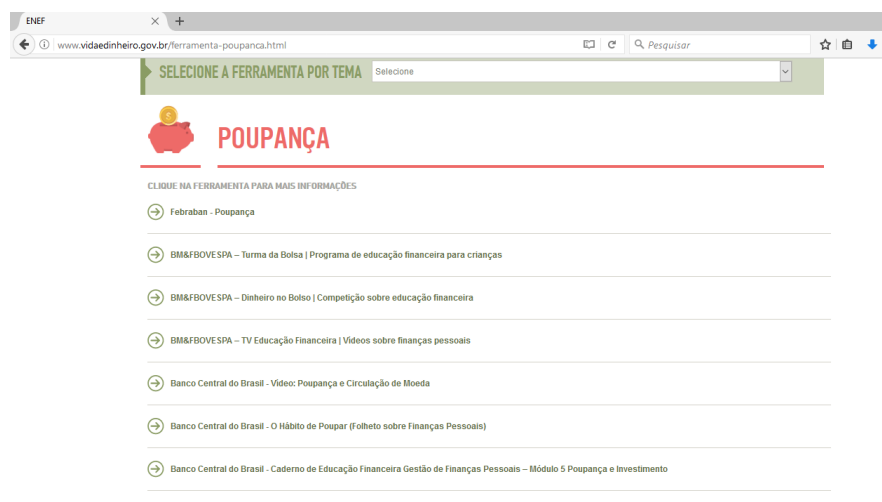 ENEF
www.vidaedinheiro.gov.br/ferramenta-poupanca.html
Pesquisar
SELECIONE A FERRAMENTA POR TEMA Selecione
POUPANÇA
CLIQUE NA FERRAMENTA PARA MAIS INFORMAÇÕES
Febraban - Poupança
BM&FBOVESPA – Turma da Bolsa | Programa de educação financeira para crianças
BM&FBOVESPA – Dinheiro no Bolso | Competição sobre educação financeira
BM&FBOVESPA – TV Educação Financeira | Vídeos sobre finanças pessoais
Banco Central do Brasil - Vídeo: Poupança e Circulação de Moeda
Banco Central do Brasil - O Hábito de Poupar (Folheto sobre Finanças Pessoais)
Banco Central do Brasil - Caderno de Educação Financeira Gestão de Finanças Pessoais – Módulo 5 Poupança e Investimento